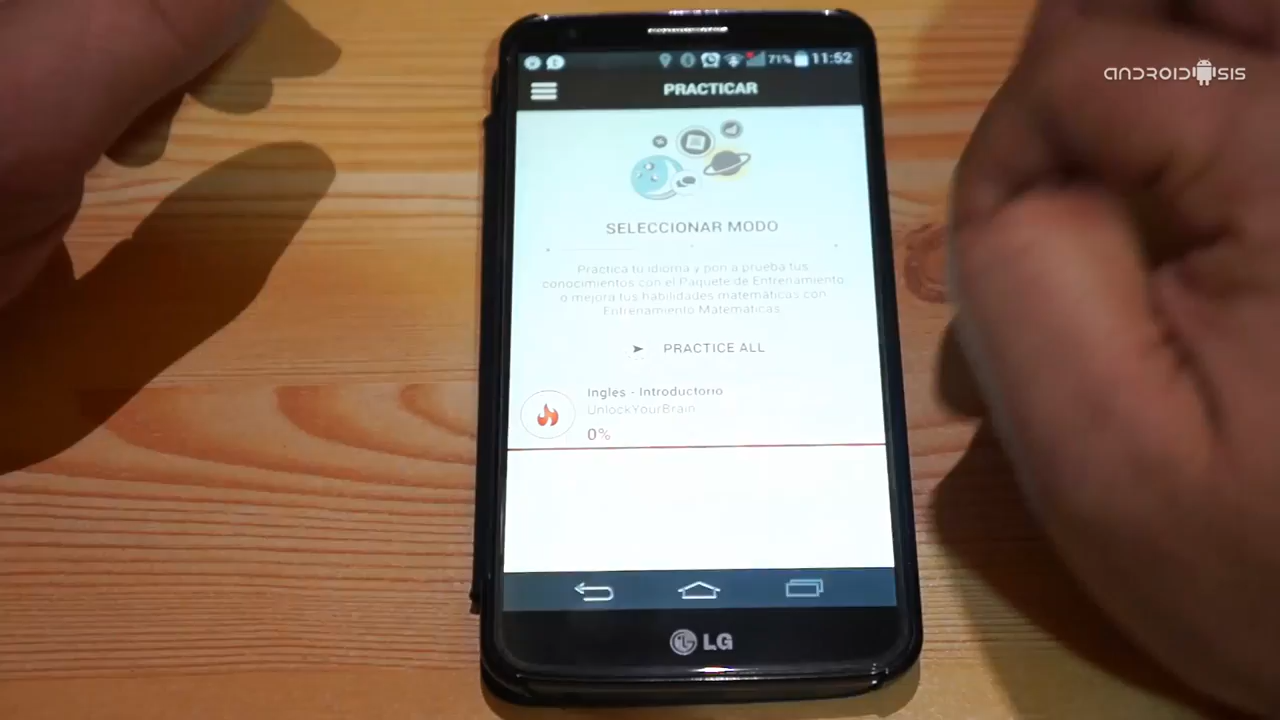 71% 11:52
ANDROIDSIS
PRACTICAR
SELECCIONAR MODO
Practica tu idioma y pon a prueba tus
conocimientos con el Paquete de Entrenamiento
o mejora tus habilidades matemáticas con
Entrenamiento Matemáticas.
PRACTICE ALL
Ingles - Introductorio
UnlockYourBrain
0%
LG